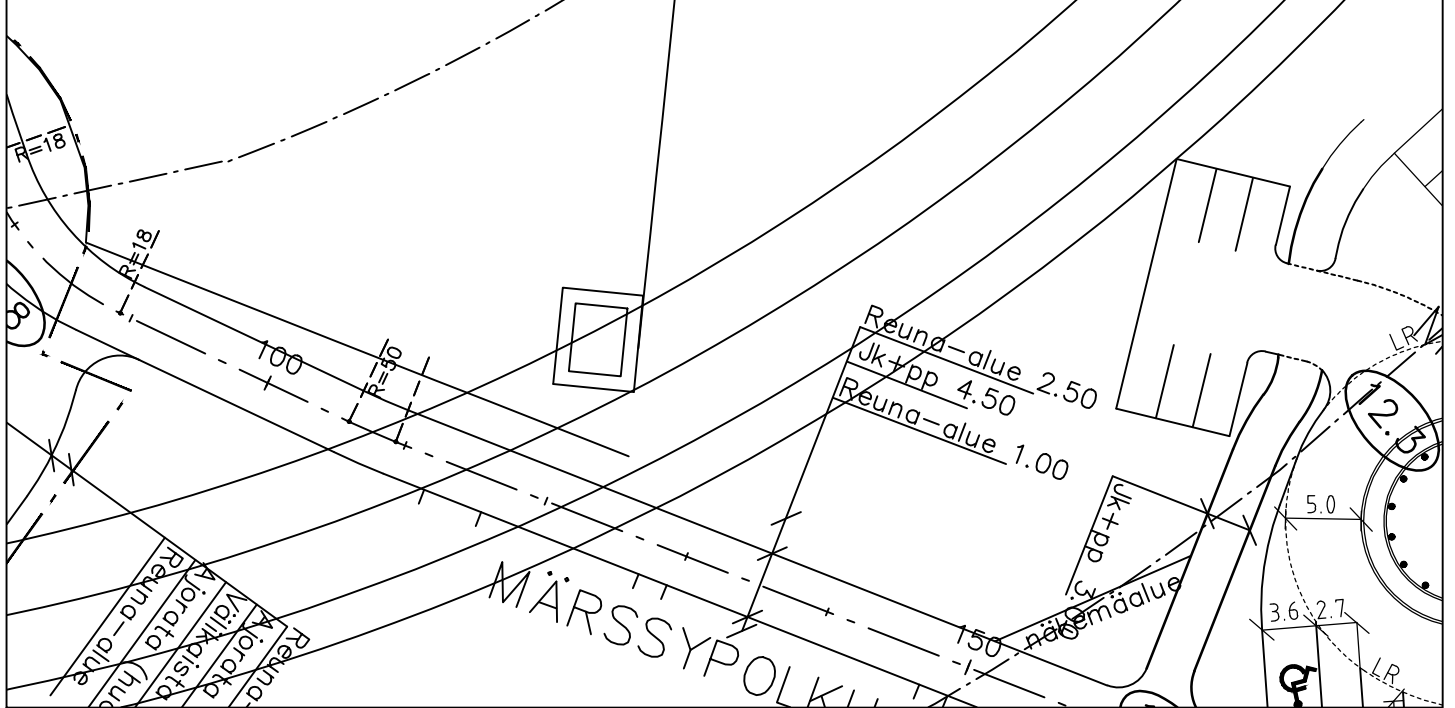 R=18
R=18
8
100
R=50
Reuna-alue 2.50
Jk+pp 4.50
Reuna-alue 1.00
LR
12.3
5.0
Jk+pp 3.
näkemäalue
3.6 2.7
150
LR
MÄRSSYPOLKU
Reuna-alue
Ajorata (hu
Välikaista
Ajorata
Reuna-